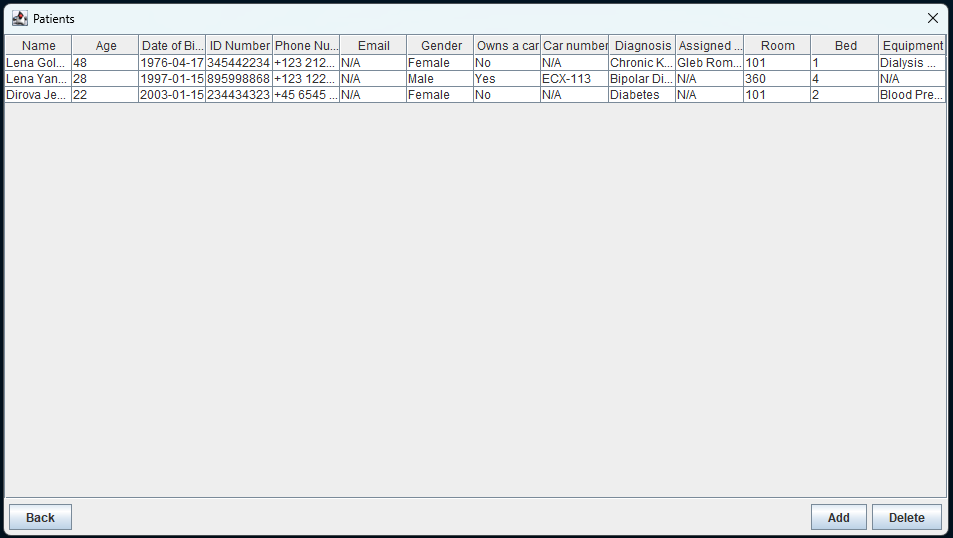 Patients
Name Age Date of Bi... ID Number Phone Nu... Email Gender Owns a car Car number Diagnosis Assigned ... Room Bed Equipment
Lena Gol... 48 1976-04-17 345442234 +123 212... N/A Female No N/A Chronic K... Gleb Rom... 101 1 Dialysis ...
Lena Yan... 28 1997-01-15 895998868 +123 122... N/A Male Yes ECX-113 Bipolar Di... N/A 360 4 N/A
Dirova Je... 22 2003-01-15 234434323 +45 6545 ... N/A Female No N/A Diabetes N/A 101 2 Blood Pre...
Back Add Delete